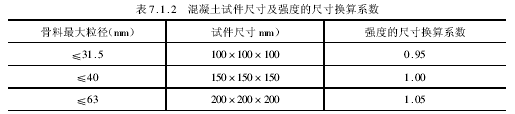 表7.1.2 混凝土试件尺寸及强度的尺寸换算系数
骨料最大粒径(mm) 试件尺寸 mm) 强度的尺寸换算系数
≤31.5 100×100×100 0.95
≤40 150×150×150 1.00
≤63 200×200×200 1.05